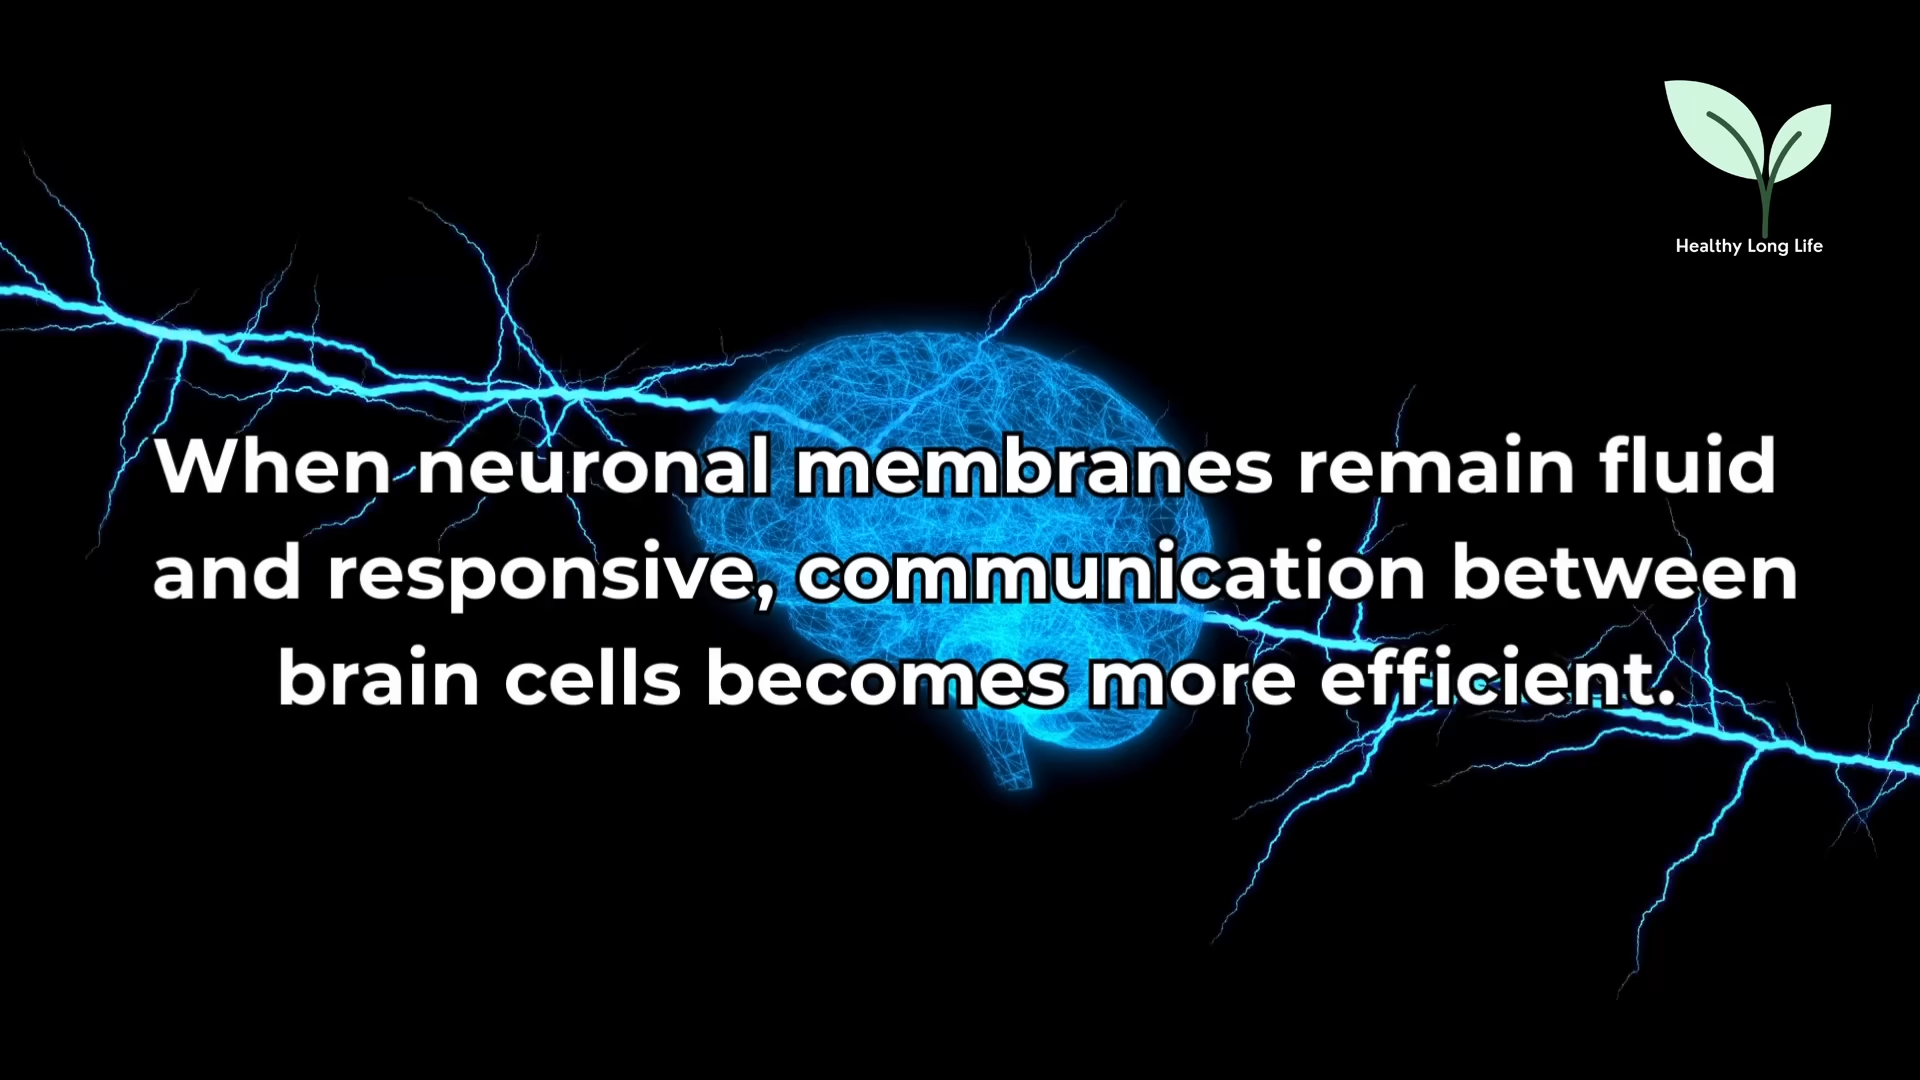 Healthy Long Life
When neuronal membranes remain fluid
and responsive, communication between
brain cells becomes more efficient.